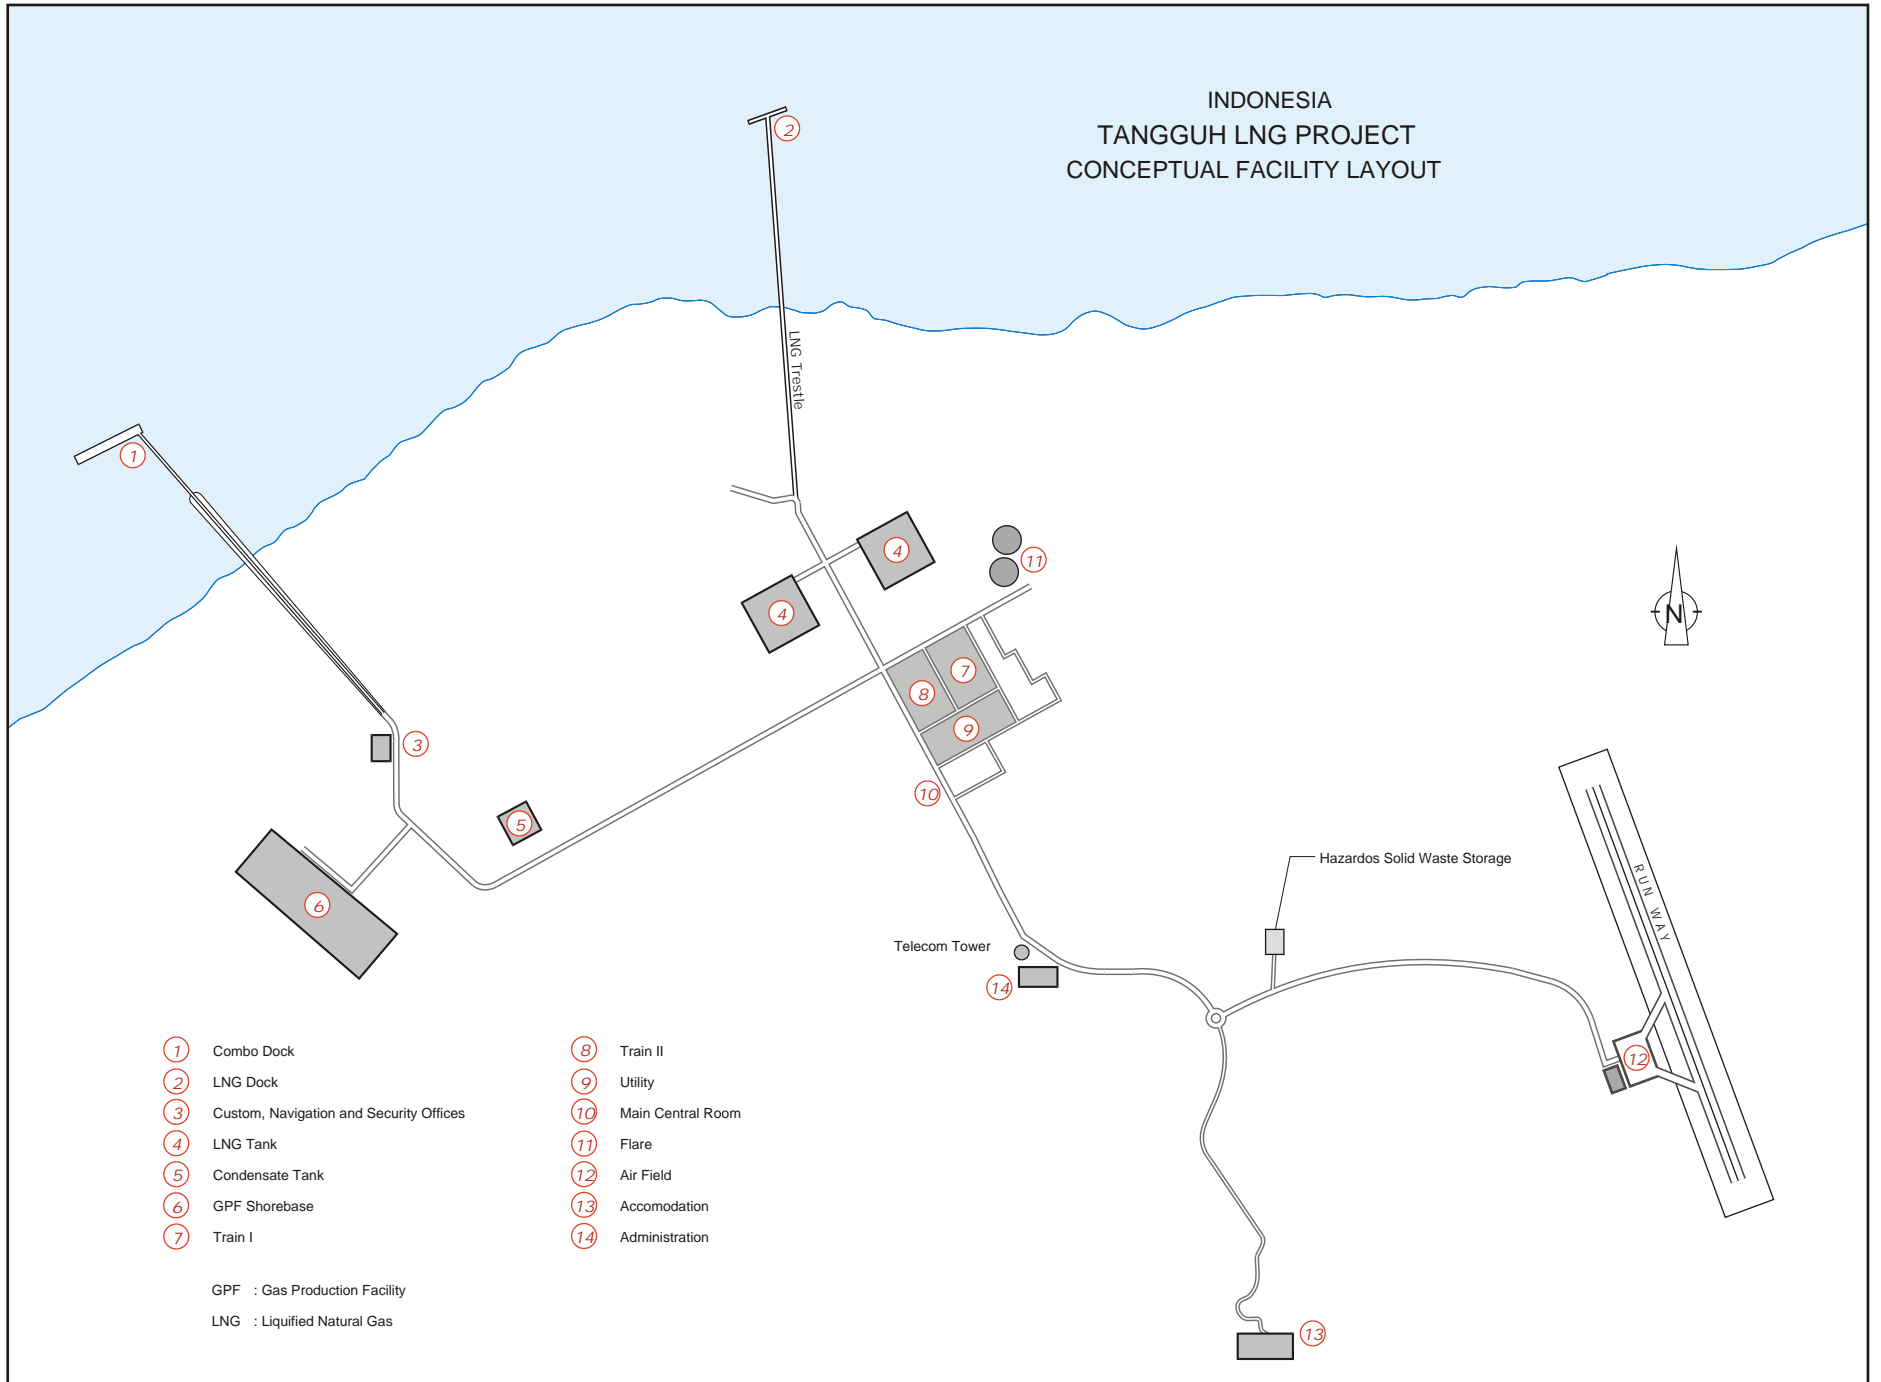 INDONESIA
TANGGUH LNG PROJECT
CONCEPTUAL FACILITY LAYOUT
2
LNG Trestle
1
4
11
4
N
7
8
9
3
10
5
Hazardos Solid Waste Storage
RUN WAY
6
Telecom Tower
14
12
13
1 Combo Dock
2 LNG Dock
3 Custom, Navigation and Security Offices
4 LNG Tank
5 Condensate Tank
6 GPF Shorebase
7 Train I
8 Train II
9 Utility
10 Main Central Room
11 Flare
12 Air Field
13 Accomodation
14 Administration
GPF : Gas Production Facility
LNG : Liquified Natural Gas